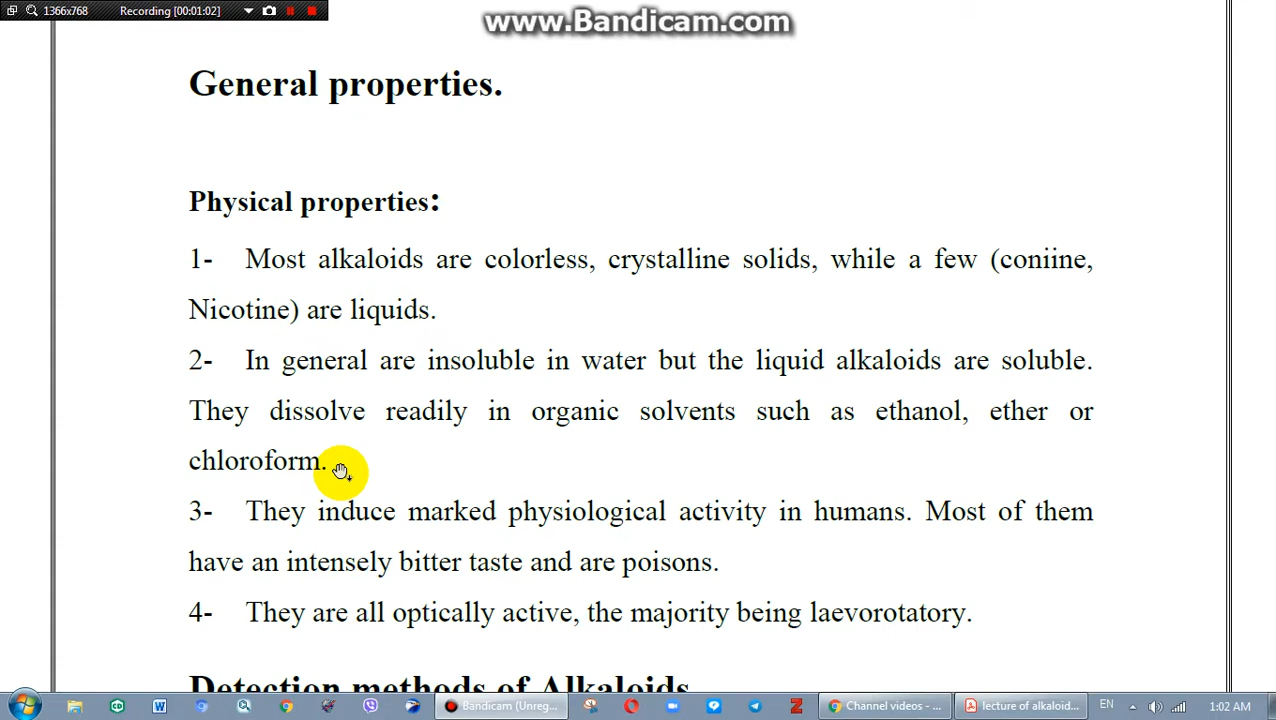 1366x768 Recording [00:01:02]
www.Bandicam.com
General properties.
Physical properties:
1- Most alkaloids are colorless, crystalline solids, while a few (coniine,
Nicotine) are liquids.
2- In general are insoluble in water but the liquid alkaloids are soluble.
They dissolve readily in organic solvents such as ethanol, ether or
chloroform.
3- They induce marked physiological activity in humans. Most of them
have an intensely bitter taste and are poisons.
4- They are all optically active, the majority being laevorotatory.
Detection methods of Alkaloids
Bandicam (Unreg... Channel videos - ... lecture of alkaloid... EN 1:02 AM